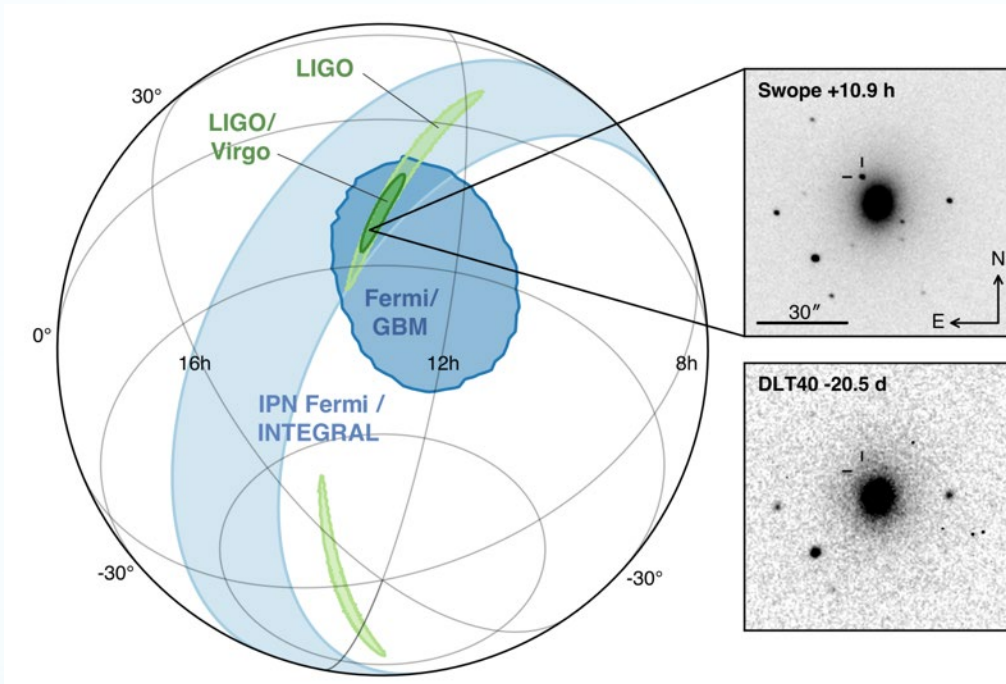 LIGO
30°
LIGO/
Virgo
Fermi/
GBM
0°
16h
12h
8h
IPN Fermi /
INTEGRAL
-30°
-30°
Swope +10.9 h
N
30″
E
DLT40 -20.5 d